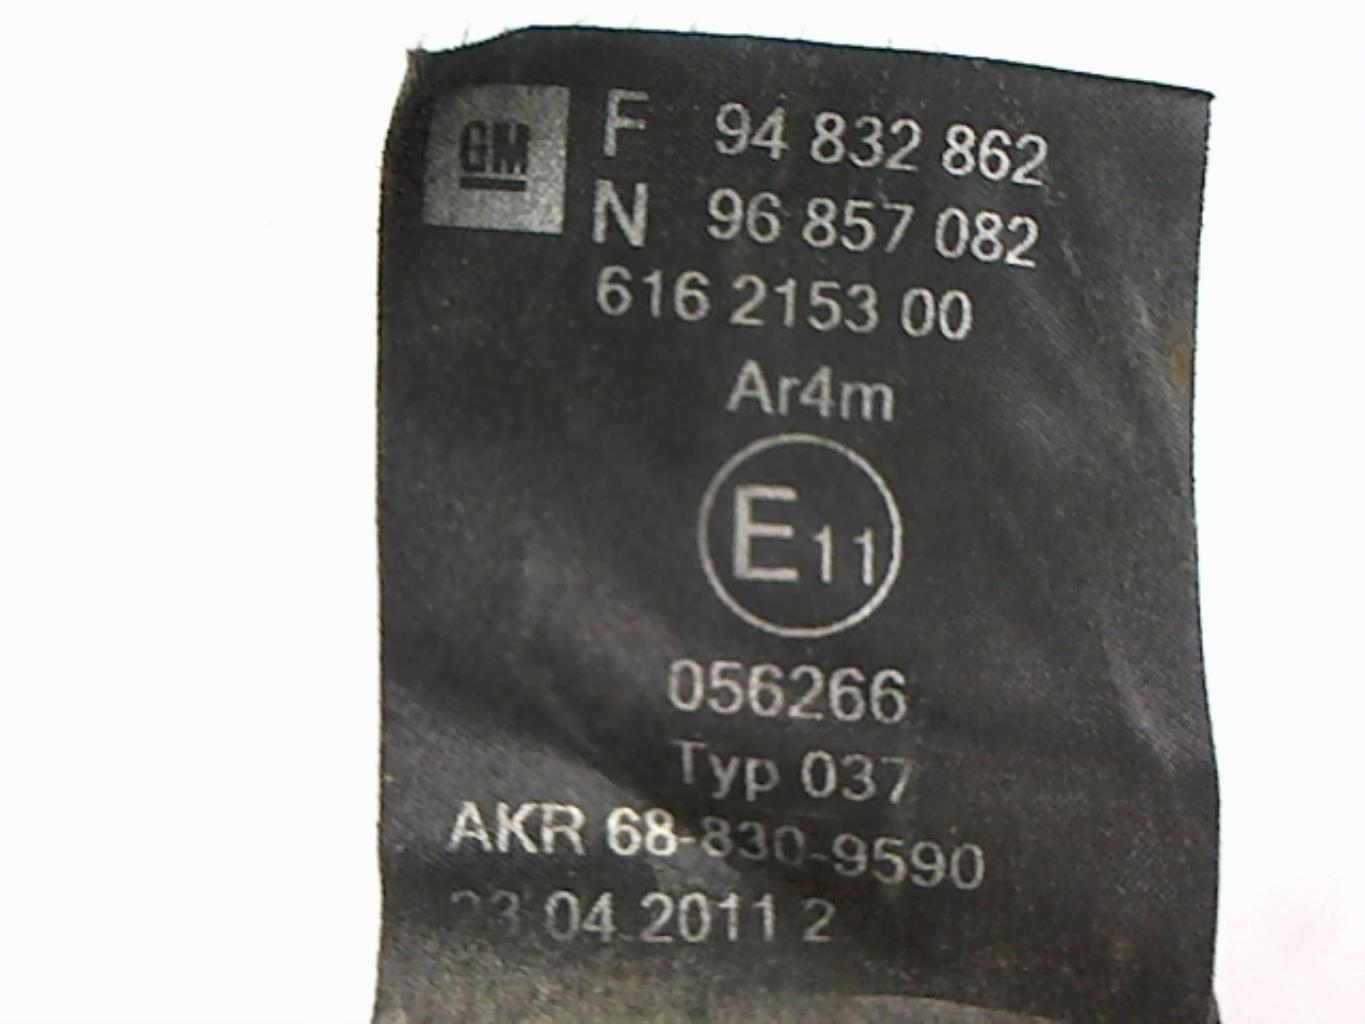 GM F 94 832 862
N 96 857 082
616 2153 00
Ar4m
E11
056266
Typ 037
AKR 68-830-9590
23.04.2011 2